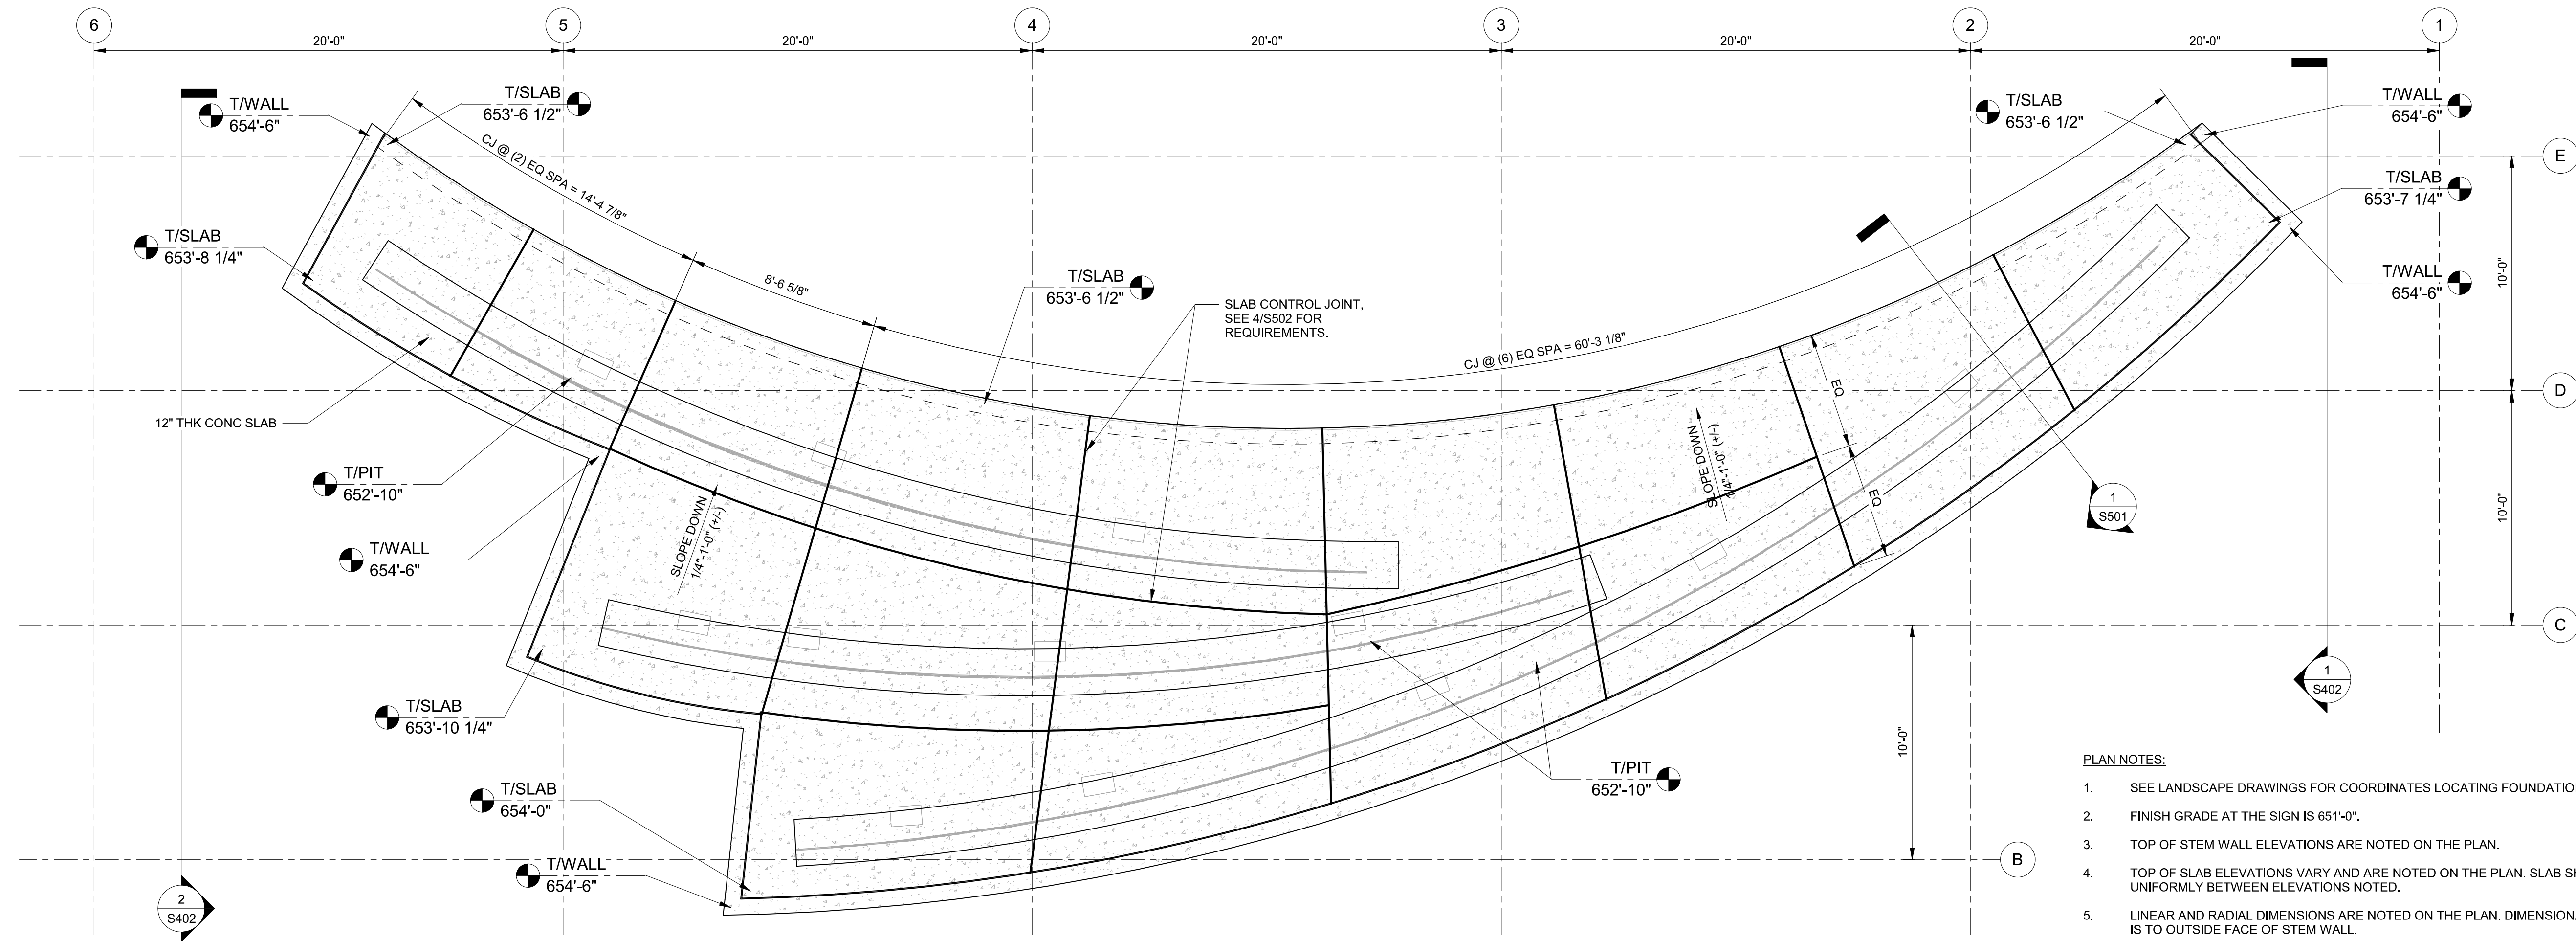 6
5
4
3
2
1
20'-0"
20'-0"
20'-0"
20'-0"
20'-0"
T/WALL
654'-6"
T/SLAB
653'-6 1/2"
T/SLAB
653'-6 1/2"
T/WALL
654'-6"
E
CJ @ (2) EQ SPA = 14'-4 7/8"
T/SLAB
653'-7 1/4"
T/SLAB
653'-8 1/4"
8'-6 5/8"
T/SLAB
653'-6 1/2"
SLAB CONTROL JOINT,
SEE 4/S502 FOR
REQUIREMENTS.
T/WALL
654'-6"
10'-0"
CJ @ (6) EQ SPA = 60'-3 1/8"
EQ
D
12" THK CONC SLAB
SLOPE DOWN
1/4"-1'-0" (+/-)
EQ
T/PIT
652'-10"
1
S501
10'-0"
SLOPE DOWN
1/4"-1'-0" (+/-)
T/WALL
654'-6"
C
1
S402
T/SLAB
653'-10 1/4"
10'-0"
T/PIT
652'-10"
T/SLAB
654'-0"
B
T/WALL
654'-6"
2
S402
PLAN NOTES:
1. SEE LANDSCAPE DRAWINGS FOR COORDINATES LOCATING
2. FINISH GRADE AT THE SIGN IS 651'-0".
3. TOP OF STEM WALL ELEVATIONS ARE NOTED ON THE PLAN.
4. TOP OF SLAB ELEVATIONS VARY AND ARE NOTED ON THE PLAN. SLAB
UNIFORMLY BETWEEN ELEVATIONS NOTED.
5. LINEAR AND RADIAL DIMENSIONS ARE NOTED ON THE PLAN.
IS TO OUTSIDE FACE OF STEM WALL.